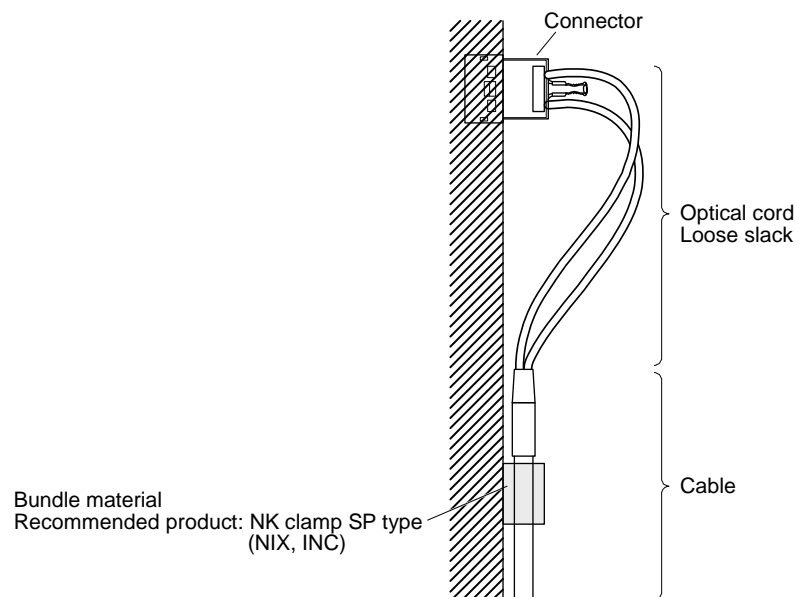 Connector
Optical cord
Loose slack
Cable
Bundle material
Recommended product: NK clamp SP type
(NIX, INC)